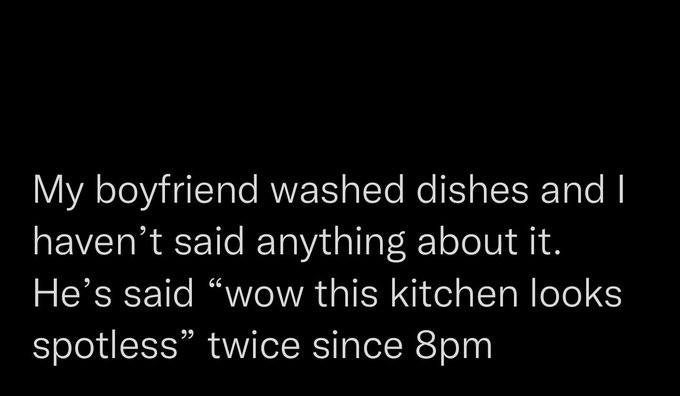 My boyfriend washed dishes and I
haven’t said anything about it.
He’s said “wow this kitchen looks
spotless” twice since 8pm